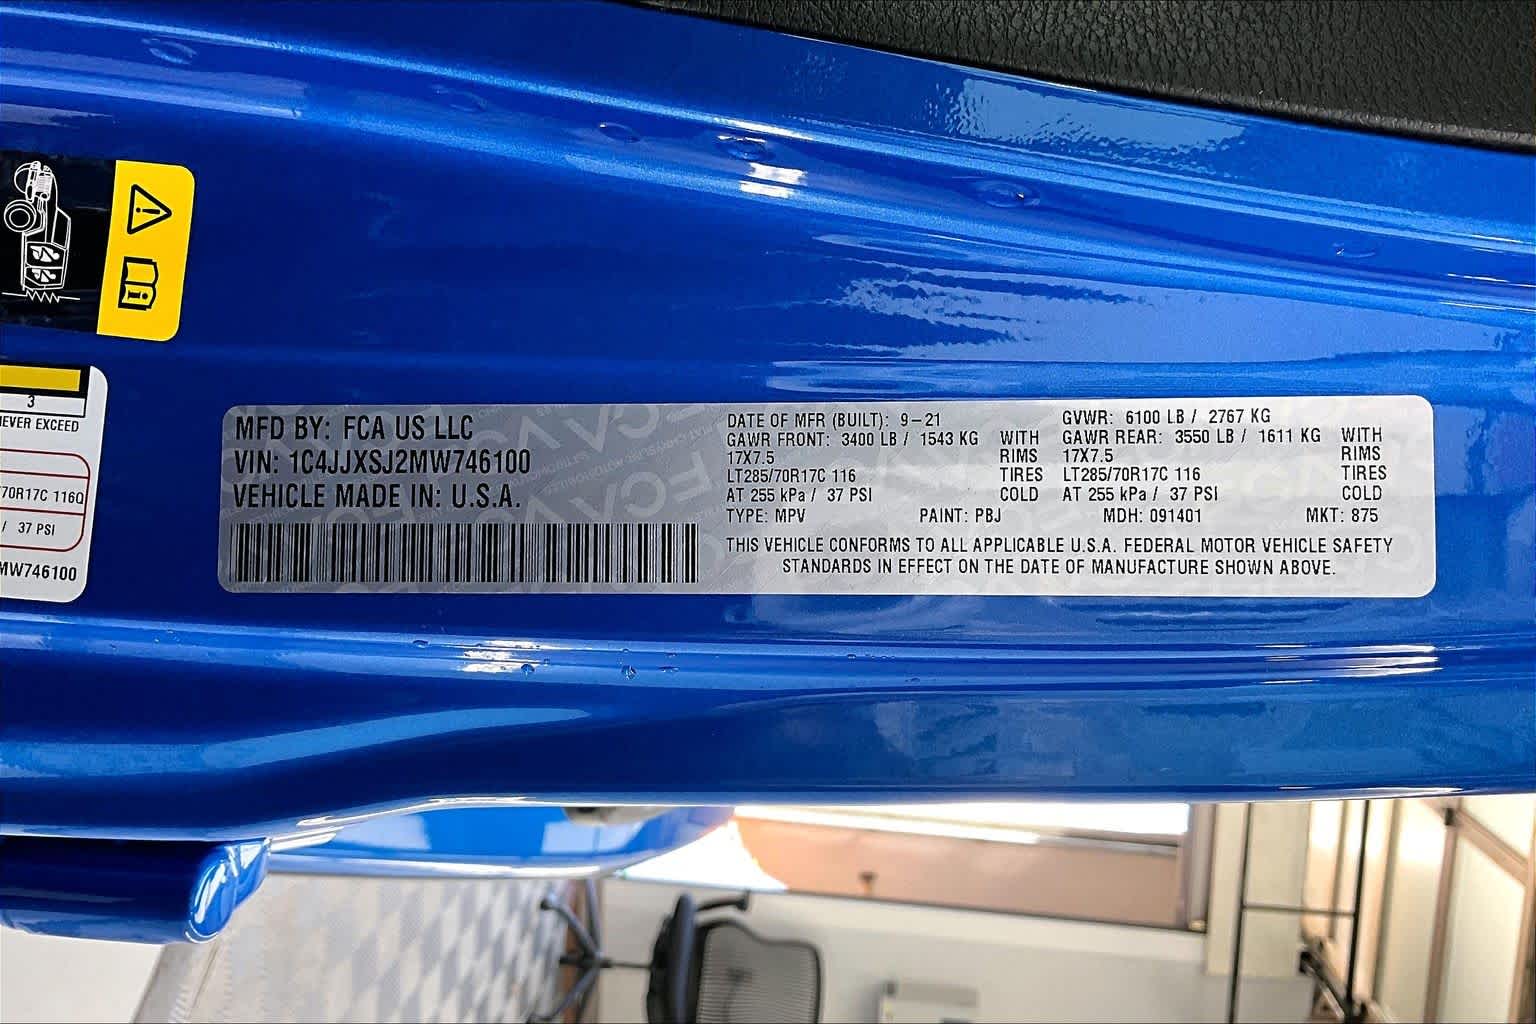 3
NEVER EXCEED
70R17C 116Q
/ 37 PSI
MW746100
MFD BY: FCA US LLC
VIN: 1C4JJXSJ2MW746100
VEHICLE MADE IN: U.S.A.
DATE OF MFR (BUILT): 9-21
GAWR FRONT: 3400 LB / 1543 KG WITH
17X7.5 RIMS
LT285/70R17C 116 TIRES
AT 255 kPa / 37 PSI COLD
GVWR: 6100 LB / 2767 KG
GAWR REAR: 3550 LB / 1611 KG WITH
17X7.5 RIMS
LT285/70R17C 116 TIRES
AT 255 kPa / 37 PSI COLD
TYPE: MPV PAINT: PBJ MDH: 091401 MKT: 875
THIS VEHICLE CONFORMS TO ALL APPLICABLE U.S.A. FEDERAL MOTOR VEHICLE SAFETY
STANDARDS IN EFFECT ON THE DATE OF MANUFACTURE SHOWN ABOVE.